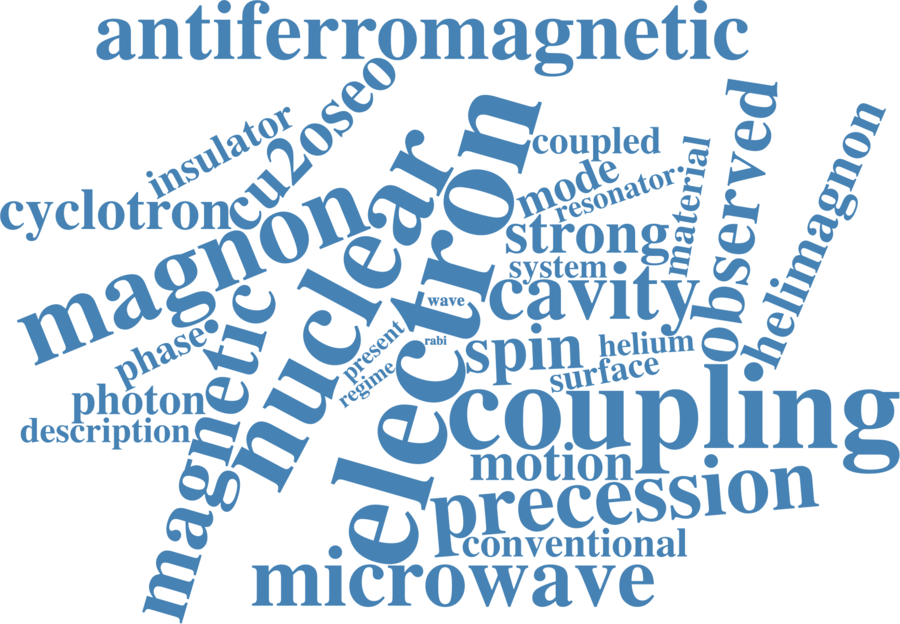 antiferromagnetic
insulator
cu2oseo
cyclotron
magnon
nuclear
electron
coupled
mode
resonator
material
observed
helimagnon
strong
system
cavity
wave
rabi
present
regime
spin
helium
surface
magnetic
phase
photon
description
coupling
motion
precession
conventional
microwave